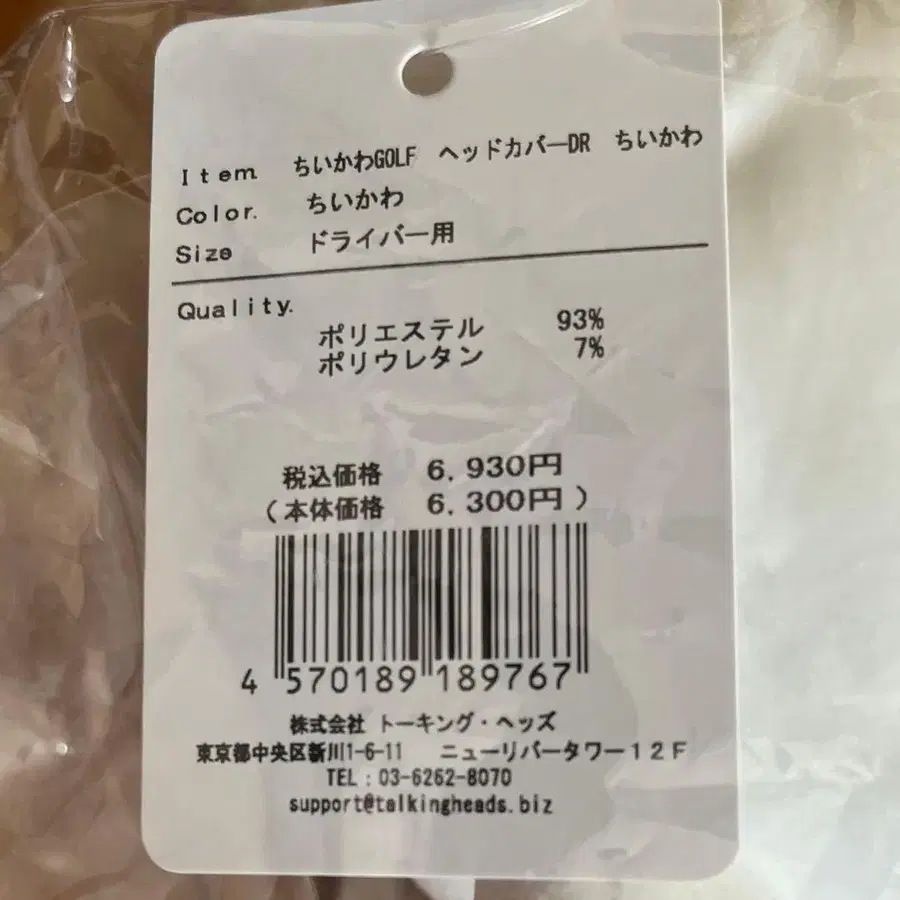 Item ちいかわGOLF ヘッドカバーDR ちいかわ
Color. ちいかわ
Size ドライバー用
Quality.
ポリエステル 93%
ポリウレタン 7%
税込価格 6,930円
(本体価格 6,300円)
4 570189 189767
株式会社 トーキング・ヘッズ
東京都中央区新川1-6-11 ニューリバータワー12F
TEL:03-6262-8070
support@talkingheads.biz